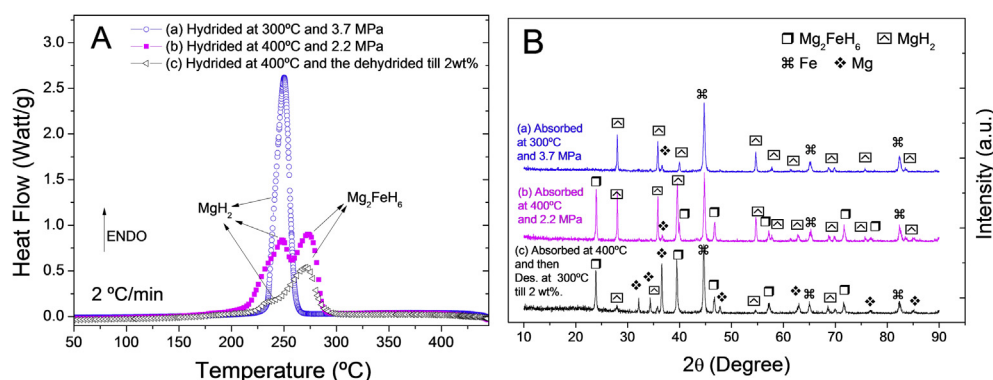 A
(a) Hydrided at 300ºC and 3.7 MPa
(b) Hydrided at 400ºC and 2.2 MPa
(c) Hydrided at 400ºC and the dehydrided till 2wt%
Heat Flow (Watt/g)
3.0
2.5
2.0
1.5
1.0
0.5
0.0
MgH2
Mg2FeH6
ENDO
2 ºC/min
50 100 150 200 250 300 350 400
Temperature (ºC)
B
Mg2FeH6 MgH2
Fe Mg
(a) Absorbed
at 300ºC
and 3.7 MPa
(b) Absorbed
at 400ºC
and 2.2 MPa
(c) Absorbed at 400ºC
and then
Des. at 300ºC
till 2 wt%.
10 20 30 40 50 60 70 80 90
2θ (Degree)
Intensity (a.u.)